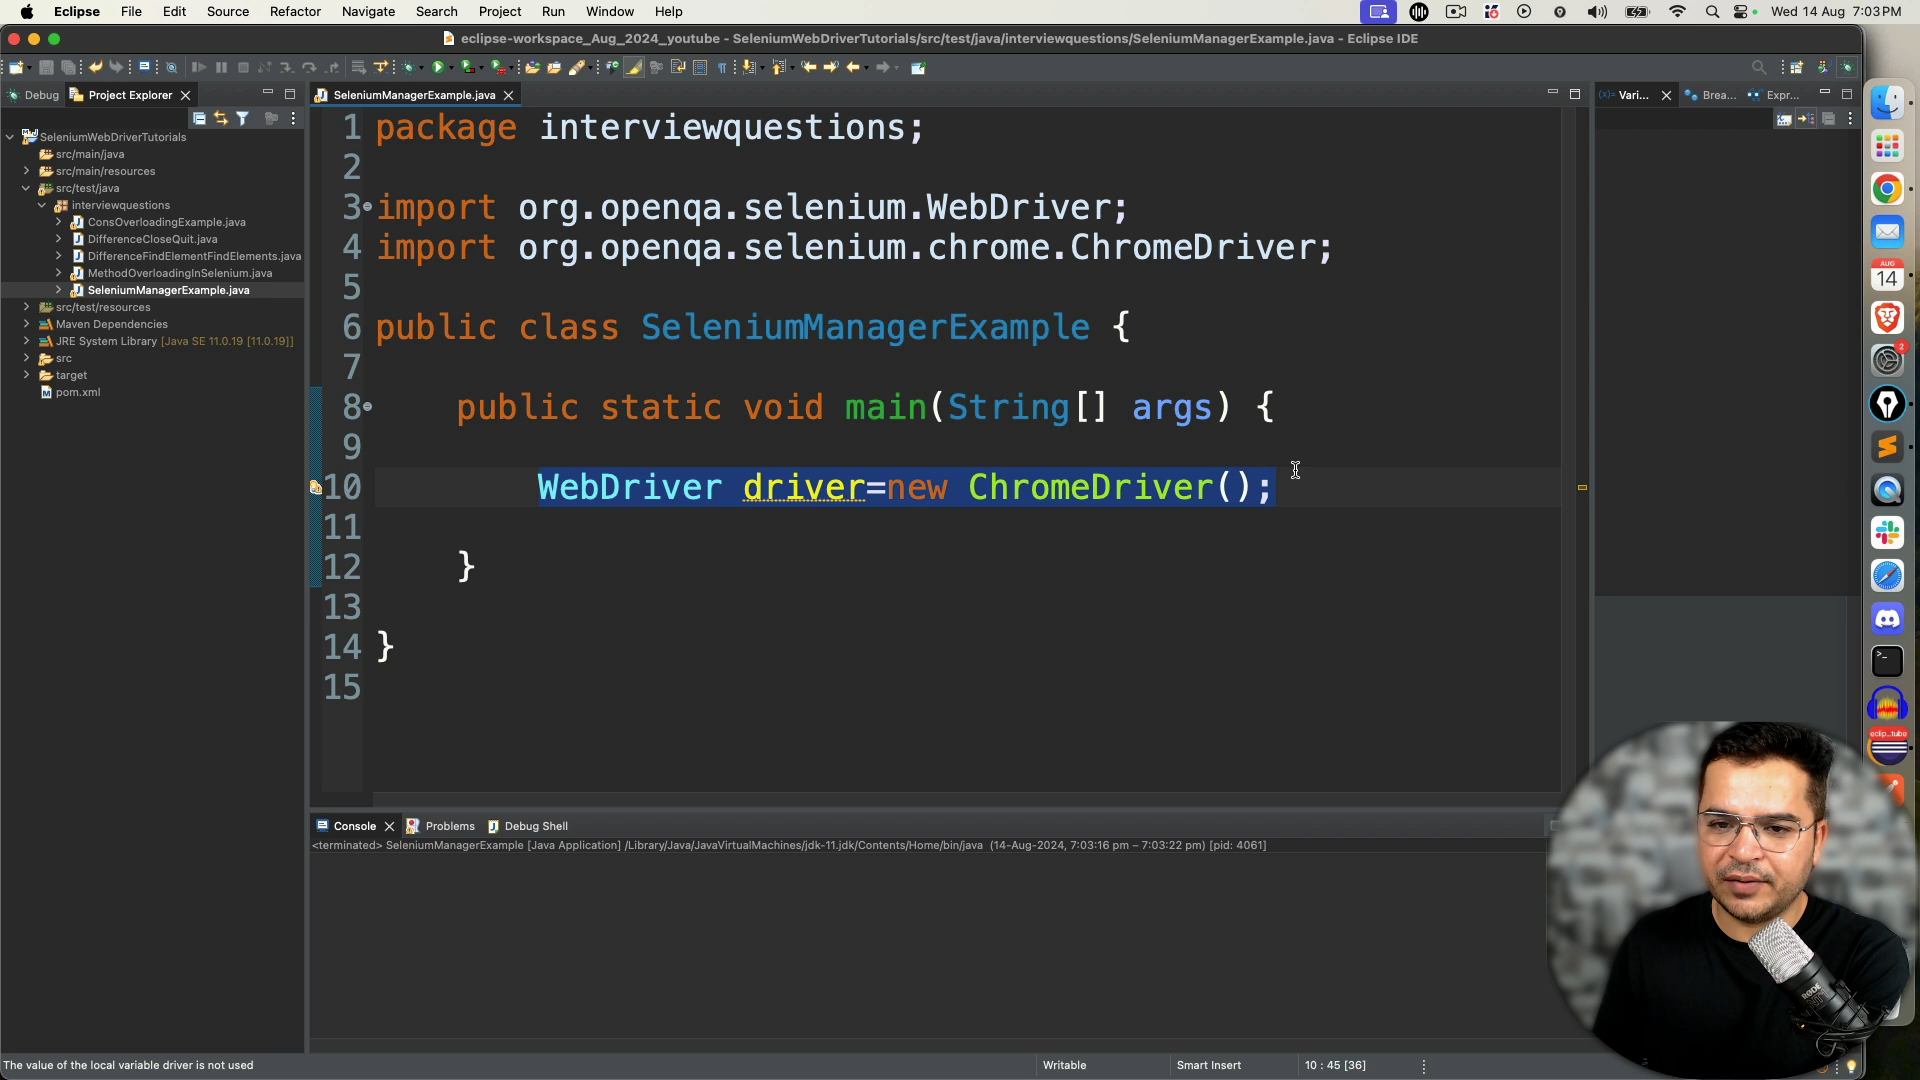 Eclipse File Edit Source Refactor Navigate Search Project Run Window Help Wed 14 Aug 7:03 PM
eclipse-workspace_Aug_2024_youtube - SeleniumWebDriverTutorials/src/test/java/interviewquestions/SeleniumManagerExample.java - Eclipse IDE
Debug Project Explorer
SeleniumWebDriverTutorials
src/main/java
src/main/resources
src/test/java
interviewquestions
ConsOverloadingExample.java
DifferenceCloseQuit.java
DifferenceFindElementFindElements.java
MethodOverloadingInSelenium.java
SeleniumManagerExample.java
src/test/resources
Maven Dependencies
JRE System Library [Java SE 11.0.19 [11.0.19]]
src
target
pom.xml
SeleniumManagerExample.java
1 package interviewquestions;
2
3 import org.openqa.selenium.WebDriver;
4 import org.openqa.selenium.chrome.ChromeDriver;
5
6 public class SeleniumManagerExample {
7
8 public static void main(String[] args) {
9
10 WebDriver driver=new ChromeDriver();
11
12 }
13
14 }
15
(x)= Vari... Brea... Expr...
AUG
14
2
eclip...tube
Console Problems Debug Shell
<terminated> SeleniumManagerExample [Java Application] /Library/Java/JavaVirtualMachines/jdk-11.jdk/Contents/Home/bin/java (14-Aug-2024, 7:03:16 pm – 7:03:22 pm) [pid: 4061]
RØDE
The value of the local variable driver is not used Writable Smart Insert 10 : 45 [36]